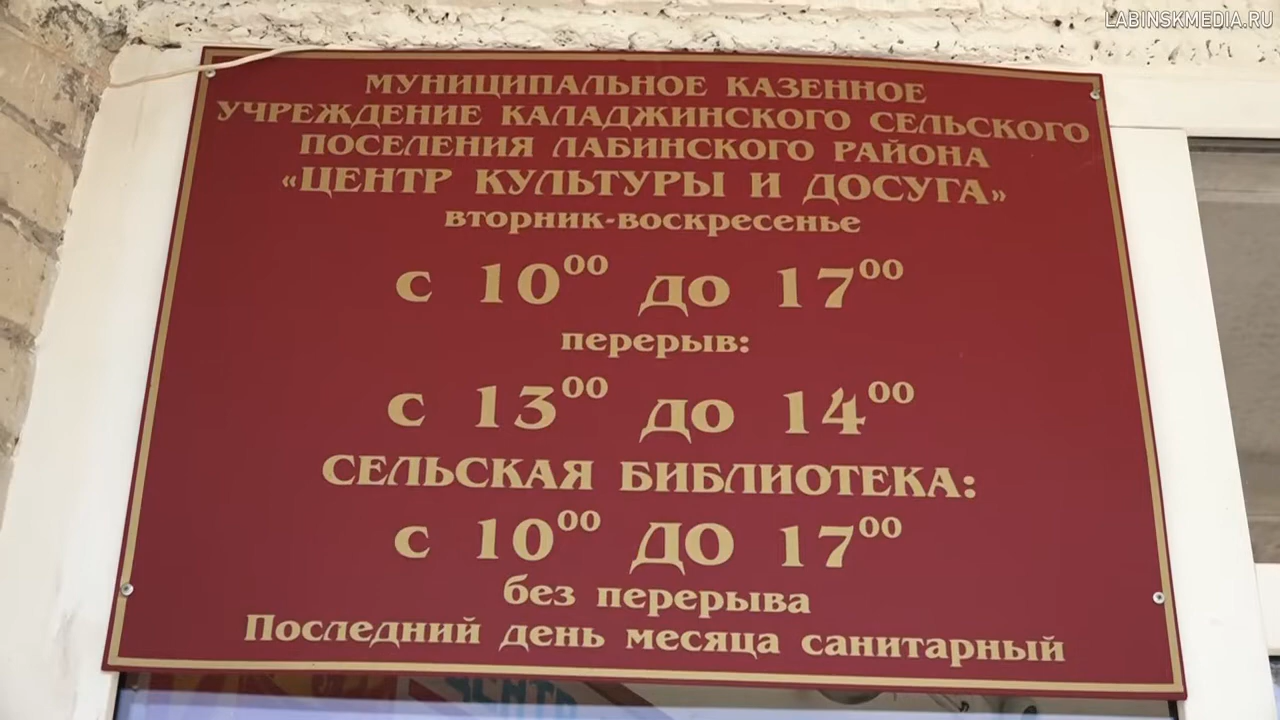 LABINSKMEDIA.RU
МУНИЦИПАЛЬНОЕ КАЗЕННОЕ
УЧРЕЖДЕНИЕ КАЛАДЖИНСКОГО СЕЛЬСКОГО
ПОСЕЛЕНИЯ ЛАБИНСКОГО РАЙОНА
«ЦЕНТР КУЛЬТУРЫ И ДОСУГА»
вторник-воскресенье
с 10⁰⁰ до 17⁰⁰
перерыв:
с 13⁰⁰ до 14⁰⁰
СЕЛЬСКАЯ БИБЛИОТЕКА:
с 10⁰⁰ ДО 17⁰⁰
без перерыва
Последний день месяца санитарный